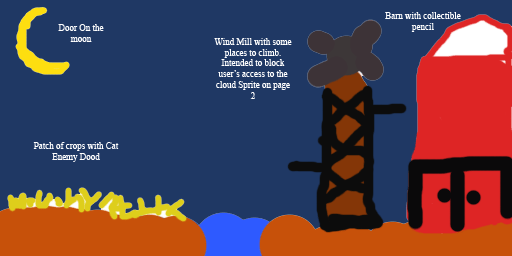 Door On the
moon
Barn with collectible
pencil
Wind Mill with some
places to climb.
Intended to block
user's access to the
cloud Sprite on page
2
Patch of crops with Cat
Enemy Dood